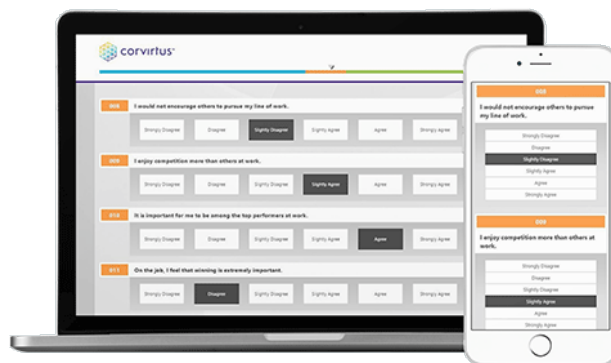 corvirtus
008 I would not encourage others to pursue my line of work.
Strongly Disagree Disagree Slightly Disagree Slightly Agree Agree Strongly Agree
009 I enjoy competition more than others at work.
Strongly Disagree Disagree Slightly Disagree Slightly Agree Agree Strongly Agree
010 It is important for me to be among the top performers at work.
Strongly Disagree Disagree Slightly Disagree Slightly Agree Agree Strongly Agree
011 On the job, I feel that winning is extremely important.
Strongly Disagree Disagree Slightly Disagree Slightly Agree Agree Strongly Agree
008
I would not encourage others to pursue
my line of work.
Strongly Disagree
Disagree
Slightly Disagree
Slightly Agree
Agree
Strongly Agree
009
I enjoy competition more than others at
work.
Strongly Disagree
Disagree
Slightly Disagree
Slightly Agree
Agree
Strongly Agree